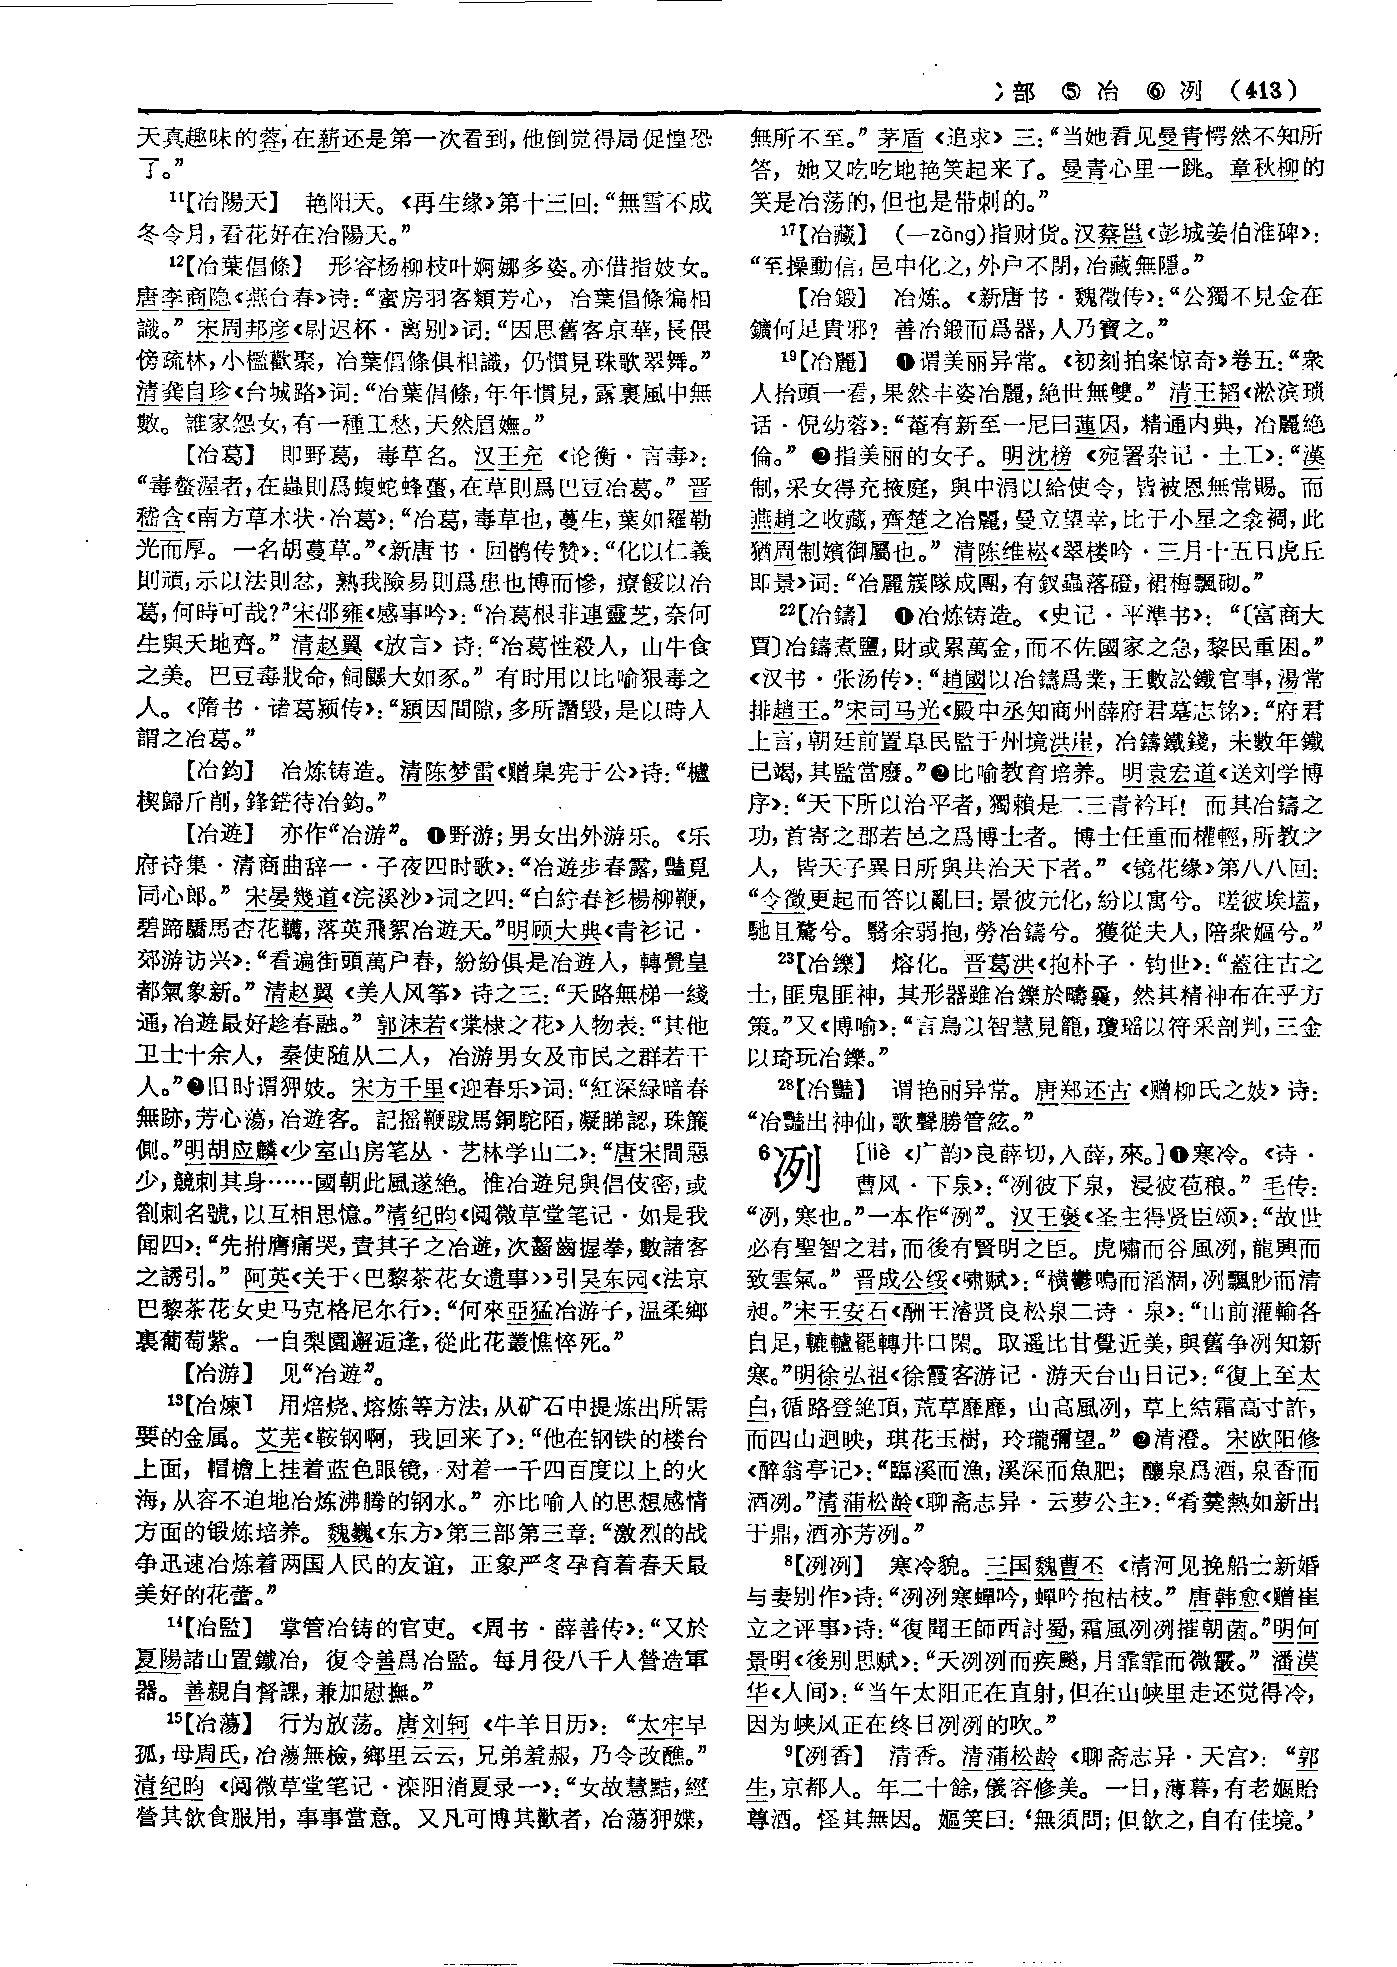 冫部 ⑤冶 ⑥冽 (413)
天真趣味的蓉，在薪还是第一次看到，他倒觉得局促惶恐
了。”
11【冶陽天】 艳阳天。《再生缘》第十三回：“無雪不成
冬令月，看花好在冶陽天。”
12【冶葉倡條】 形容杨柳枝叶婀娜多姿。亦借指妓女。
唐李商隐《燕台春》诗：“蜜房羽客類芳心，冶葉倡條徧相
識。” 宋周邦彦《尉迟杯·离别》词：“因思舊客京華，長偎
傍疏林，小檻歡聚，冶葉倡條俱相識，仍慣見珠歌翠舞。”
清龚自珍《台城路》词：“冶葉倡條，年年慣見，露裏風中無
數。誰家怨女，有一種工愁，天然眉嫵。”
【冶葛】 即野葛，毒草名。汉王充《论衡·言毒》：
“毒螫渥者，在蟲則爲蝮蛇蜂蠆，在草則爲巴豆冶葛。” 晋
嵇含《南方草木状·冶葛》：“冶葛，毒草也，蔓生，葉如羅勒
光而厚。一名胡蔓草。”《新唐书·回鹘传赞》：“化以仁義
則頑，示以法則忿，熟我險易則爲患也博而慘，療餒以冶
葛，何時可哉？”宋邵雍《感事吟》：“冶葛根非連靈芝，奈何
生與天地齊。” 清赵翼《放言》诗：“冶葛性殺人，山牛食
之美。巴豆毒戕命，飼鼷大如豕。” 有时用以比喻狠毒之
人。《隋书·诸葛颍传》：“潁因間隙，多所譖毀，是以時人
謂之冶葛。”
【冶鈞】 冶炼铸造。清陈梦雷《赠臬宪于公》诗：“櫨
楔歸斤削，鋒鋩待冶鈞。”
【冶遊】 亦作“冶游”。❶野游；男女出外游乐。《乐
府诗集·清商曲辞一·子夜四时歌》：“冶遊步春露，豔覓
同心郎。” 宋晏幾道《浣溪沙》词之四：“白紵春衫楊柳鞭，
碧蹄驕馬杏花韉，落英飛絮冶遊天。”明顾大典《青衫记·
郊游访兴》：“看遍街頭萬户春，紛紛俱是冶遊人，轉覺皇
都氣象新。” 清赵翼《美人风筝》诗之三：“天路無梯一綫
通，冶遊最好趁春融。” 郭沫若《棠棣之花》人物表：“其他
卫士十余人，秦使随从二人，冶游男女及市民之群若干
人。”❷旧时谓狎妓。宋方千里《迎春乐》词：“紅深緑暗春
無跡，芳心蕩，冶遊客。記摇鞭跋馬銅駝陌，凝睇認，珠簾
側。”明胡应麟《少室山房笔丛·艺林学山二》：“唐宋間惡
少，競刺其身……國朝此風遂絶。惟冶遊兒與倡伎密，或
劄刺名號，以互相思憶。”清纪昀《阅微草堂笔记·如是我
闻四》：“先拊膺痛哭，責其子之冶遊，次齧齒握拳，數諸客
之誘引。” 阿英《关于〈巴黎茶花女遗事〉》引吴东园《法京
巴黎茶花女史马克格尼尔行》：“何來亞猛冶游子，温柔鄉
裏葡萄紫。一自梨園邂逅逢，從此花叢憔悴死。”
【冶游】 见“冶遊”。
13【冶煉】 用焙烧、熔炼等方法，从矿石中提炼出所需
要的金属。艾芜《鞍钢啊，我回来了》：“他在钢铁的楼台
上面，帽檐上挂着蓝色眼镜，对着一千四百度以上的火
海，从容不迫地冶炼沸腾的钢水。” 亦比喻人的思想感情
方面的锻炼培养。魏巍《东方》第三部第三章：“激烈的战
争迅速冶炼着两国人民的友谊，正象严冬孕育着春天最
美好的花蕾。”
14【冶監】 掌管冶铸的官吏。《周书·薛善传》：“又於
夏陽諸山置鐵冶，復令善爲冶監。每月役八千人營造軍
器。善親自督課，兼加慰撫。”
15【冶蕩】 行为放荡。唐刘轲《牛羊日历》：“太牢早
孤，母周氏，冶蕩無檢，鄉里云云，兄弟羞赧，乃令改醮。”
清纪昀《阅微草堂笔记·滦阳消夏录一》：“女故慧黠，經
營其飲食服用，事事當意。又凡可博其歡者，冶蕩狎媟，
無所不至。” 茅盾《追求》三：“当她看见曼青愕然不知所
答，她又吃吃地艳笑起来了。曼青心里一跳。章秋柳的
笑是冶荡的，但也是带刺的。”
17【冶藏】 （—zàng）指财货。汉蔡邕《彭城姜伯淮碑》：
“至操動信，邑中化之，外户不閉，冶藏無隱。”
【冶鍛】 冶炼。《新唐书·魏徵传》：“公獨不見金在
鑛何足貴邪？善冶鍛而爲器，人乃寶之。”
19【冶麗】 ❶谓美丽异常。《初刻拍案惊奇》卷五：“衆
人抬頭一看，果然丰姿冶麗，絶世無雙。” 清王韬《淞滨琐
话·倪幼蓉》：“菴有新至一尼曰蓮因，精通内典，冶麗絶
倫。” ❷指美丽的女子。明沈榜《宛署杂记·土工》：“漢
制，采女得充掖庭，與中涓以給使令，皆被恩無常賜。而
燕趙之收藏，齊楚之冶麗，曼立望幸，比于小星之衾裯，此
猶周制嬪御屬也。” 清陈维崧《翠楼吟·三月十五日虎丘
即景》词：“冶麗簇隊成團，有釵蟲落磴，裙梅飄砌。”
22【冶鑄】 ❶冶炼铸造。《史记·平準书》：“〔富商大
賈〕冶鑄煮鹽，財或累萬金，而不佐國家之急，黎民重困。”
《汉书·张汤传》：“趙國以冶鑄爲業，王數訟鐵官事，湯常
排趙王。”宋司马光《殿中丞知商州薛府君墓志铭》：“府君
上言，朝廷前置阜民監于州境洪崖，冶鑄鐵錢，未數年鐵
已竭，其監當廢。”❷比喻教育培养。明袁宏道《送刘学博
序》：“天下所以治平者，獨賴是二三青衿耳！而其冶鑄之
功，首寄之郡若邑之爲博士者。博士任重而權輕，所教之
人，皆天子異日所與共治天下者。”《镜花缘》第八八回：
“令徵更起而答以亂曰：景彼元化，紛以寓兮。嗟彼埃壒，
馳且騖兮。翳余弱抱，勞冶鑄兮。獲從夫人，陪衆嫗兮。”
23【冶鑠】 熔化。晋葛洪《抱朴子·钧世》：“蓋往古之
士，匪鬼匪神，其形器雖冶鑠於疇曩，然其精神布在乎方
策。”又《博喻》：“言鳥以智慧見籠，瓊瑶以符采剖判，三金
以琦玩冶鑠。”
28【冶豔】 谓艳丽异常。唐郑还古《赠柳氏之妓》诗：
“冶豔出神仙，歌聲勝管絃。”
6冽 [liè 《广韵》良薛切，入薛，來。]❶寒冷。《诗·
曹风·下泉》：“冽彼下泉，浸彼苞稂。” 毛传：
“冽，寒也。”一本作“洌”。汉王褒《圣主得贤臣颂》：“故世
必有聖智之君，而後有賢明之臣。虎嘯而谷風冽，龍興而
致雲氣。” 晋成公绥《啸赋》：“横鬱鳴而滔涸，冽飄眇而清
昶。”宋王安石《酬王濬贤良松泉二诗·泉》：“山前灌輸各
自足，轆轤罷轉井口閑。取遥比甘覺近美，與舊争冽知新
寒。”明徐弘祖《徐霞客游记·游天台山日记》：“復上至太
白，循路登絶頂，荒草靡靡，山高風冽，草上結霜高寸許，
而四山迴映，琪花玉樹，玲瓏彌望。” ❷清澄。宋欧阳修
《醉翁亭记》：“臨溪而漁，溪深而魚肥；釀泉爲酒，泉香而
酒冽。”清蒲松龄《聊斋志异·云萝公主》：“肴羹熱如新出
于鼎，酒亦芳冽。”
8【冽冽】 寒冷貌。三国魏曹丕《清河见挽船士新婚
与妻别作》诗：“冽冽寒蟬吟，蟬吟抱枯枝。” 唐韩愈《赠崔
立之评事》诗：“復聞王師西討蜀，霜風冽冽摧朝菌。”明何
景明《後别思赋》：“天冽冽而疾飈，月霏霏而微霰。” 潘漠
华《人间》：“当午太阳正在直射，但在山峡里走还觉得冷，
因为峡风正在终日冽冽的吹。”
9【冽香】 清香。清蒲松龄《聊斋志异·天宫》：“郭
生，京都人。年二十餘，儀容修美。一日，薄暮，有老嫗貽
尊酒。怪其無因。嫗笑曰：‘無須問；但飲之，自有佳境。’